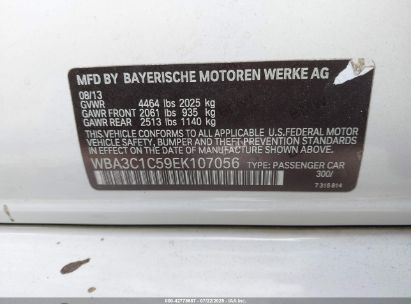 MFD BY BAYERISCHE MOTOREN WERKE AG
08/13
GVWR 4464 lbs 2025 kg
GAWR FRONT 2061 lbs 935 kg
GAWR REAR 2513 lbs 1140 kg
THIS VEHICLE CONFORMS TO ALL APPLICABLE U.S. FEDERAL MOTOR
VEHICLE SAFETY, BUMPER, AND THEFT PREVENTION STANDARDS IN
EFFECT ON THE DATE OF MANUFACTURE SHOWN ABOVE.
WBA3C1C59EK107056 TYPE: PASSENGER CAR
300/
7 315 814